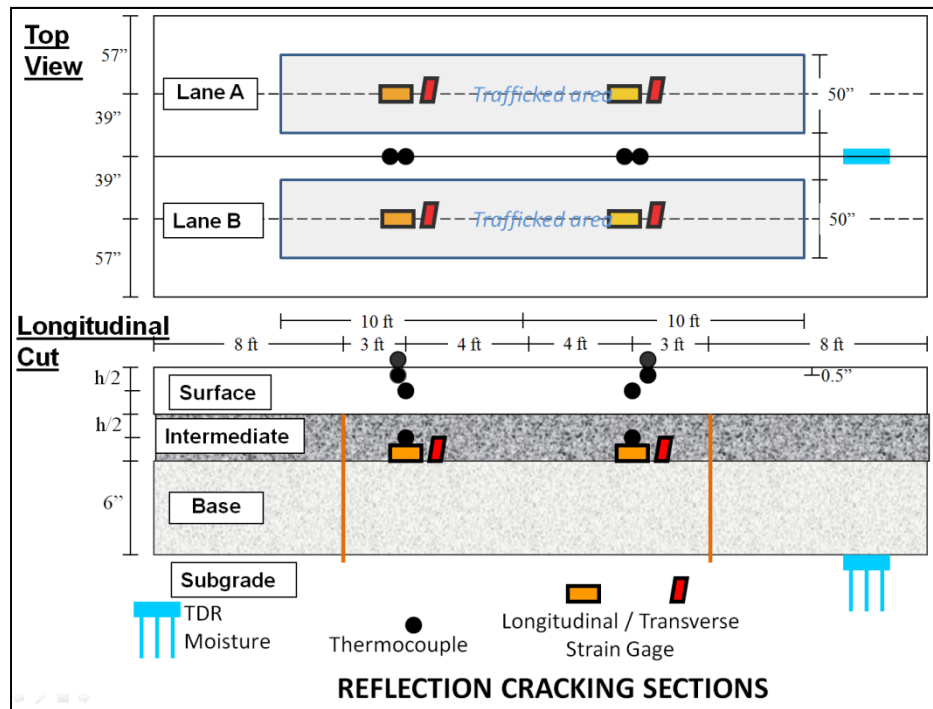 Top
View
57”
Lane A
Trafficked area
50”
39”
39”
Lane B
Trafficked area
50”
57”
Longitudinal
Cut
10 ft
10 ft
8 ft
3 ft
4 ft
4 ft
3 ft
8 ft
h/2
Surface
0.5”
h/2
Intermediate
6”
Base
Subgrade
TDR
Moisture
Thermocouple
Longitudinal / Transverse
Strain Gage
REFLECTION CRACKING SECTIONS